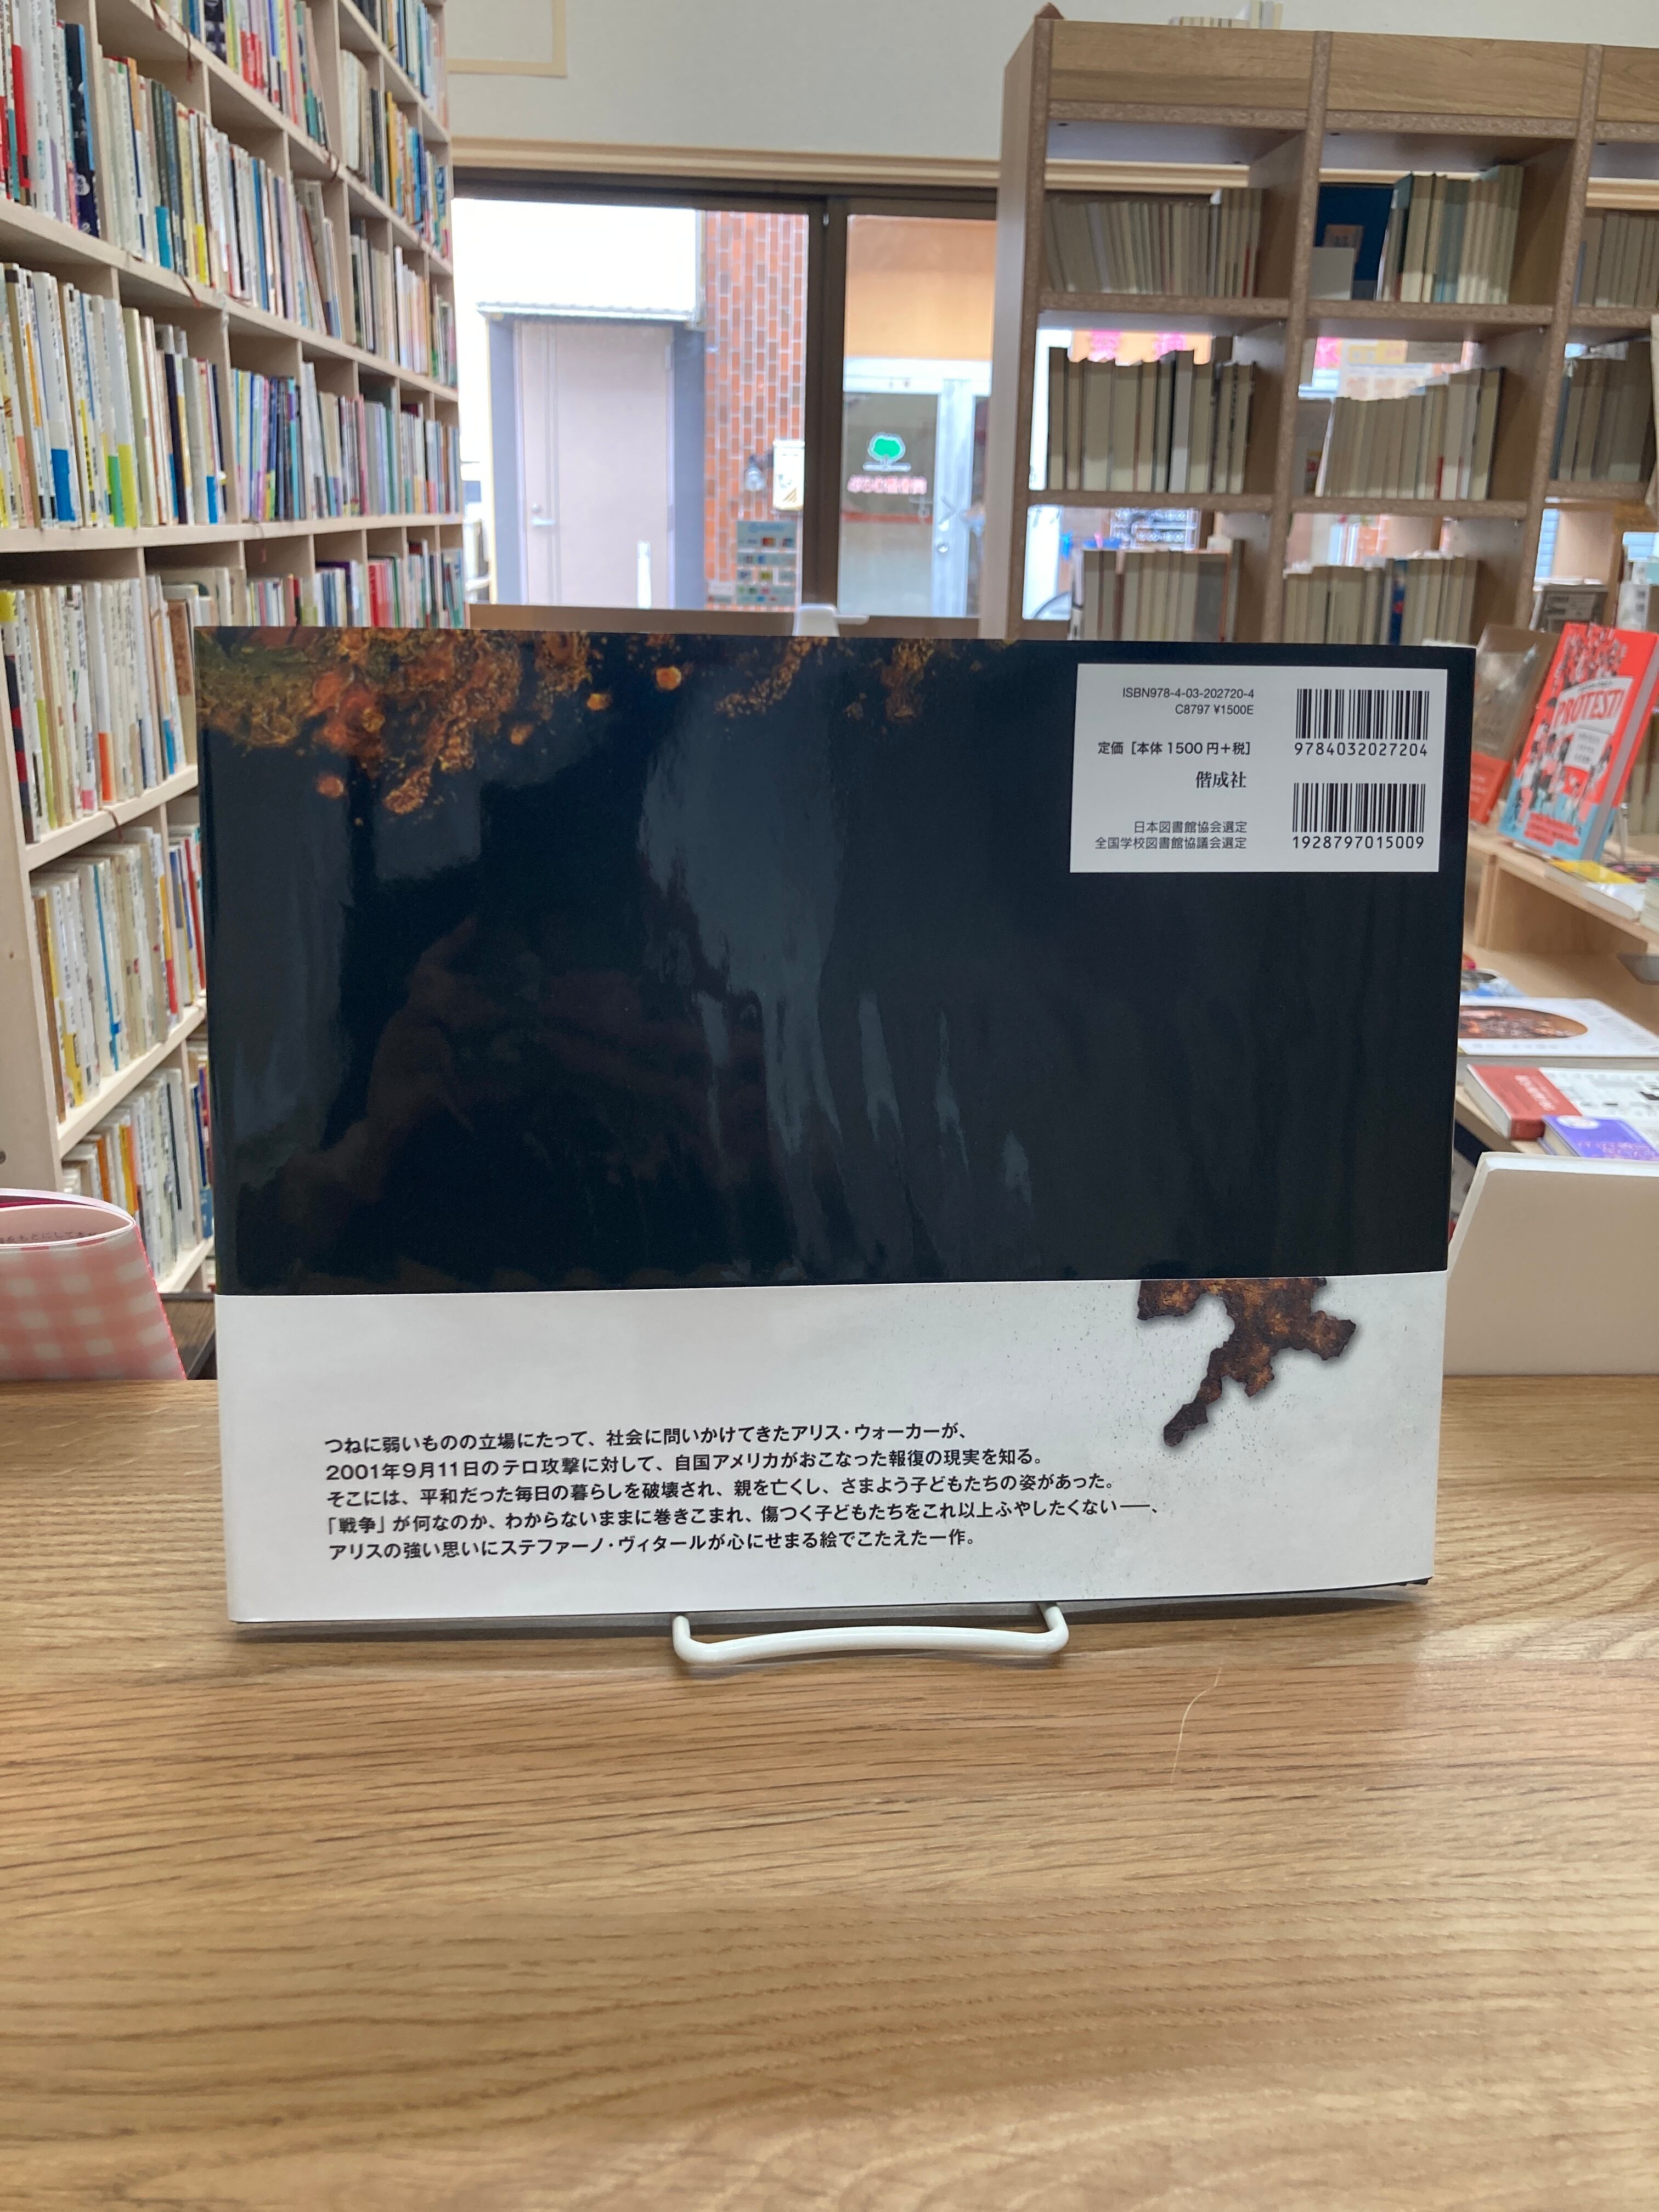 PROTEST!
ISBN978-4-03-202720-4
C8797 ¥1500E
定価[本体1500円+税]
偕成社
日本図書館協会選定
全国学校図書館協議会選定
9784032027204
1928797015009
つねに弱いものの立場にたって、社会に問いかけてきたアリス・ウォーカーが、
2001年9月11日のテロ攻撃に対して、自国アメリカがおこなった報復の現実を知る。
そこには、平和だった毎日の暮らしを破壊され、親を亡くし、さまよう子どもたちの姿があった。
「戦争」が何なのか、わからないままに巻きこまれ、傷つく子どもたちをこれ以上ふやしたくない──、
アリスの強い思いにステファーノ・ヴィタールが心にせまる絵でこたえた一作。